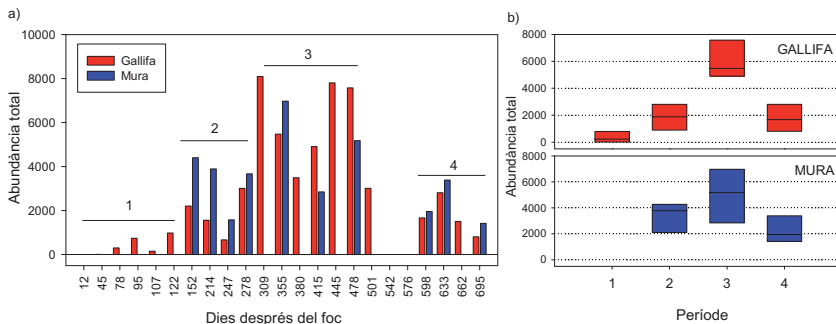 a)
Abundància total
10000
8000
6000
4000
2000
0
Gallifa
Mura
1
2
3
4
12 45 78 95 107 122 152 214 247 278 309 355 380 415 445 478 501 542 576 598 633 662 695
Dies després del foc
b)
Abundància total
8000
6000
4000
2000
0
GALLIFA
8000
6000
4000
2000
0
MURA
1 2 3 4
Període